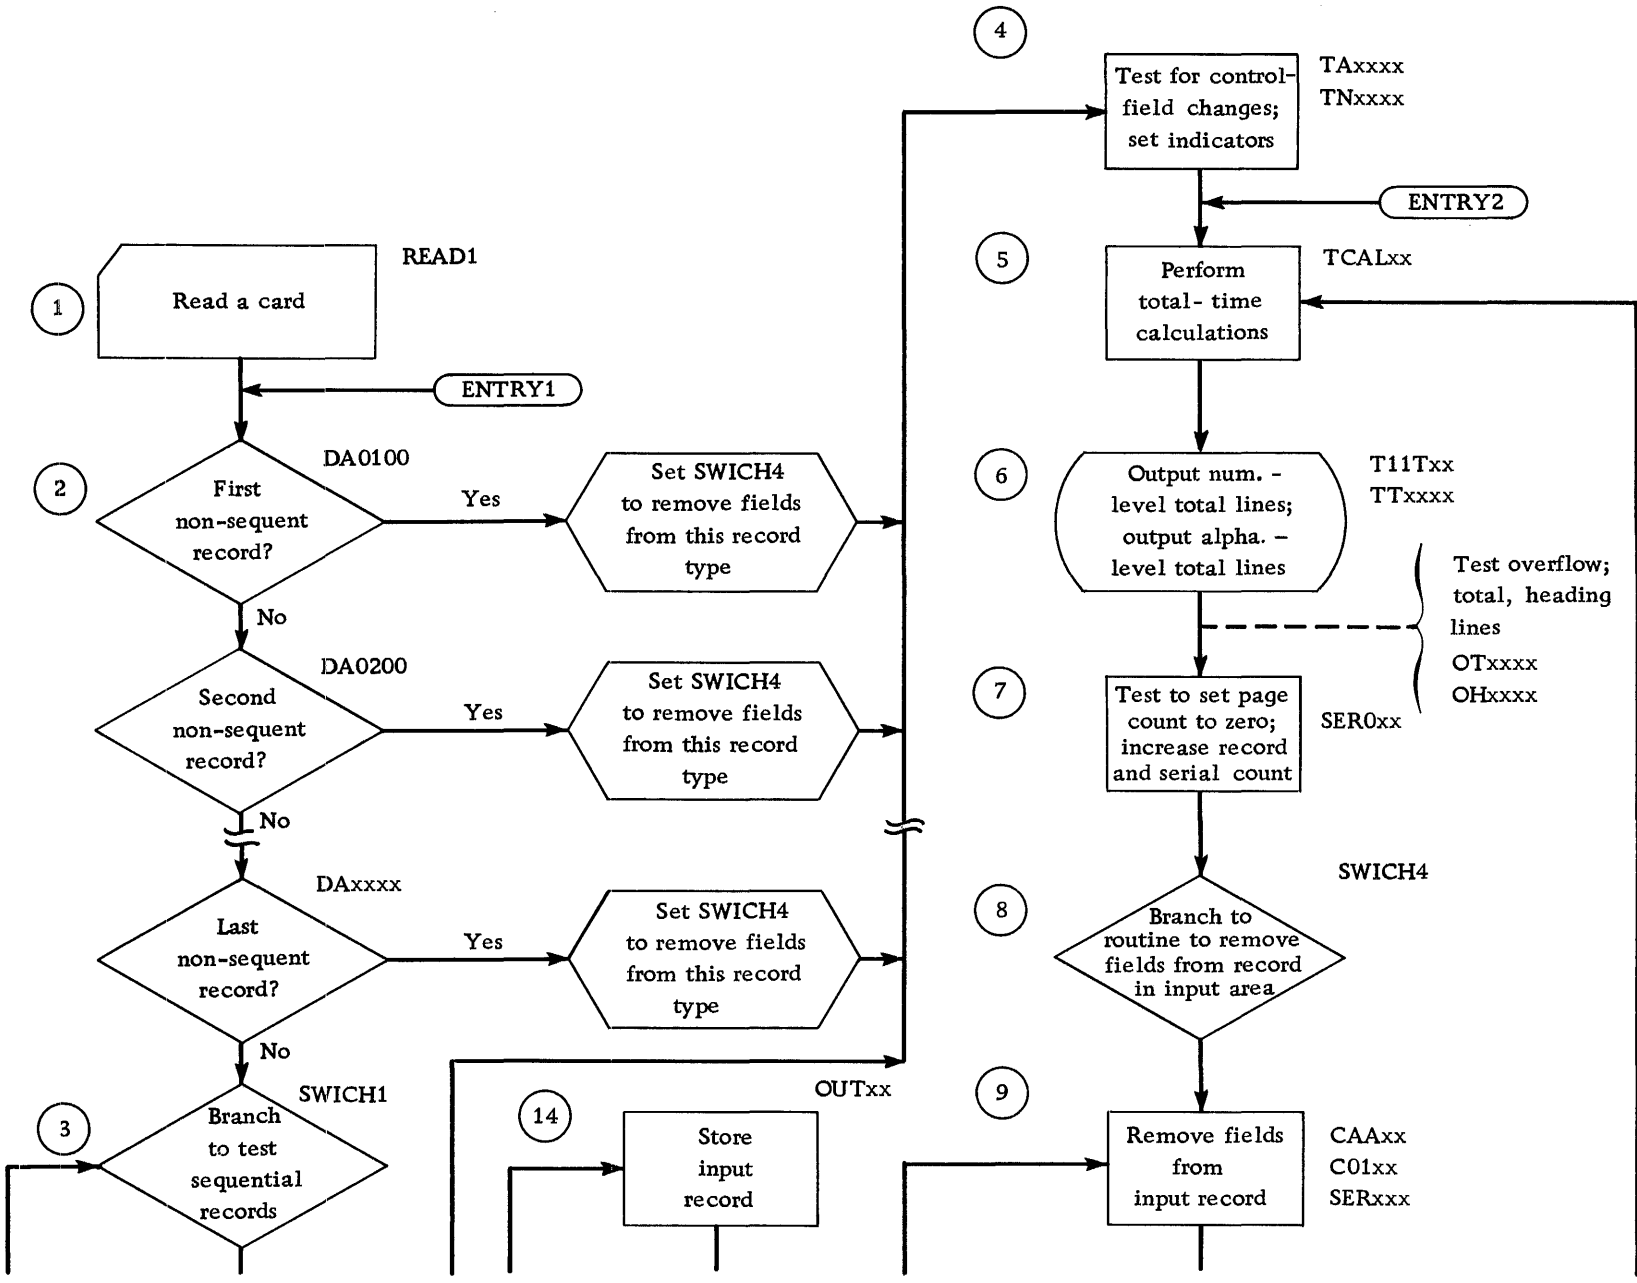 1
Read a card
READ1
ENTRY1
2
DA0100
First
non-sequent
record?
Yes
Set SWICH4
to remove fields
from this record
type
No
DA0200
Second
non-sequent
record?
Yes
Set SWICH4
to remove fields
from this record
type
No
DAxxxx
Last
non-sequent
record?
Yes
Set SWICH4
to remove fields
from this record
type
No
SWICH1
3
Branch
to test
sequential
records
14
OUTxx
Store
input
record
4
Test for control-
field changes;
set indicators
TAxxxx
TNxxxx
ENTRY2
5
Perform
total- time
calculations
TCALxx
6
Output num. -
level total lines;
output alpha. -
level total lines
T11Txx
TTxxxx
Test overflow;
total, heading
lines
OTxxxx
OHxxxx
7
Test to set page
count to zero;
increase record
and serial count
SER0xx
8
SWICH4
Branch to
routine to remove
fields from record
in input area
9
Remove fields
from
input record
CAAxx
C01xx
SERxxx